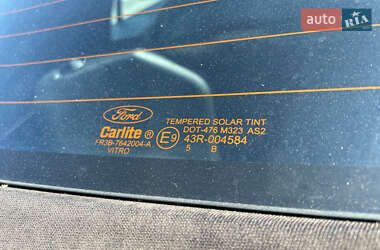 auto RIA
Ford
Carlite ®
FR3B-7642004-A
VITRO
E9
TEMPERED SOLAR TINT
DOT-476 M323 AS2
43R-004584
5 B